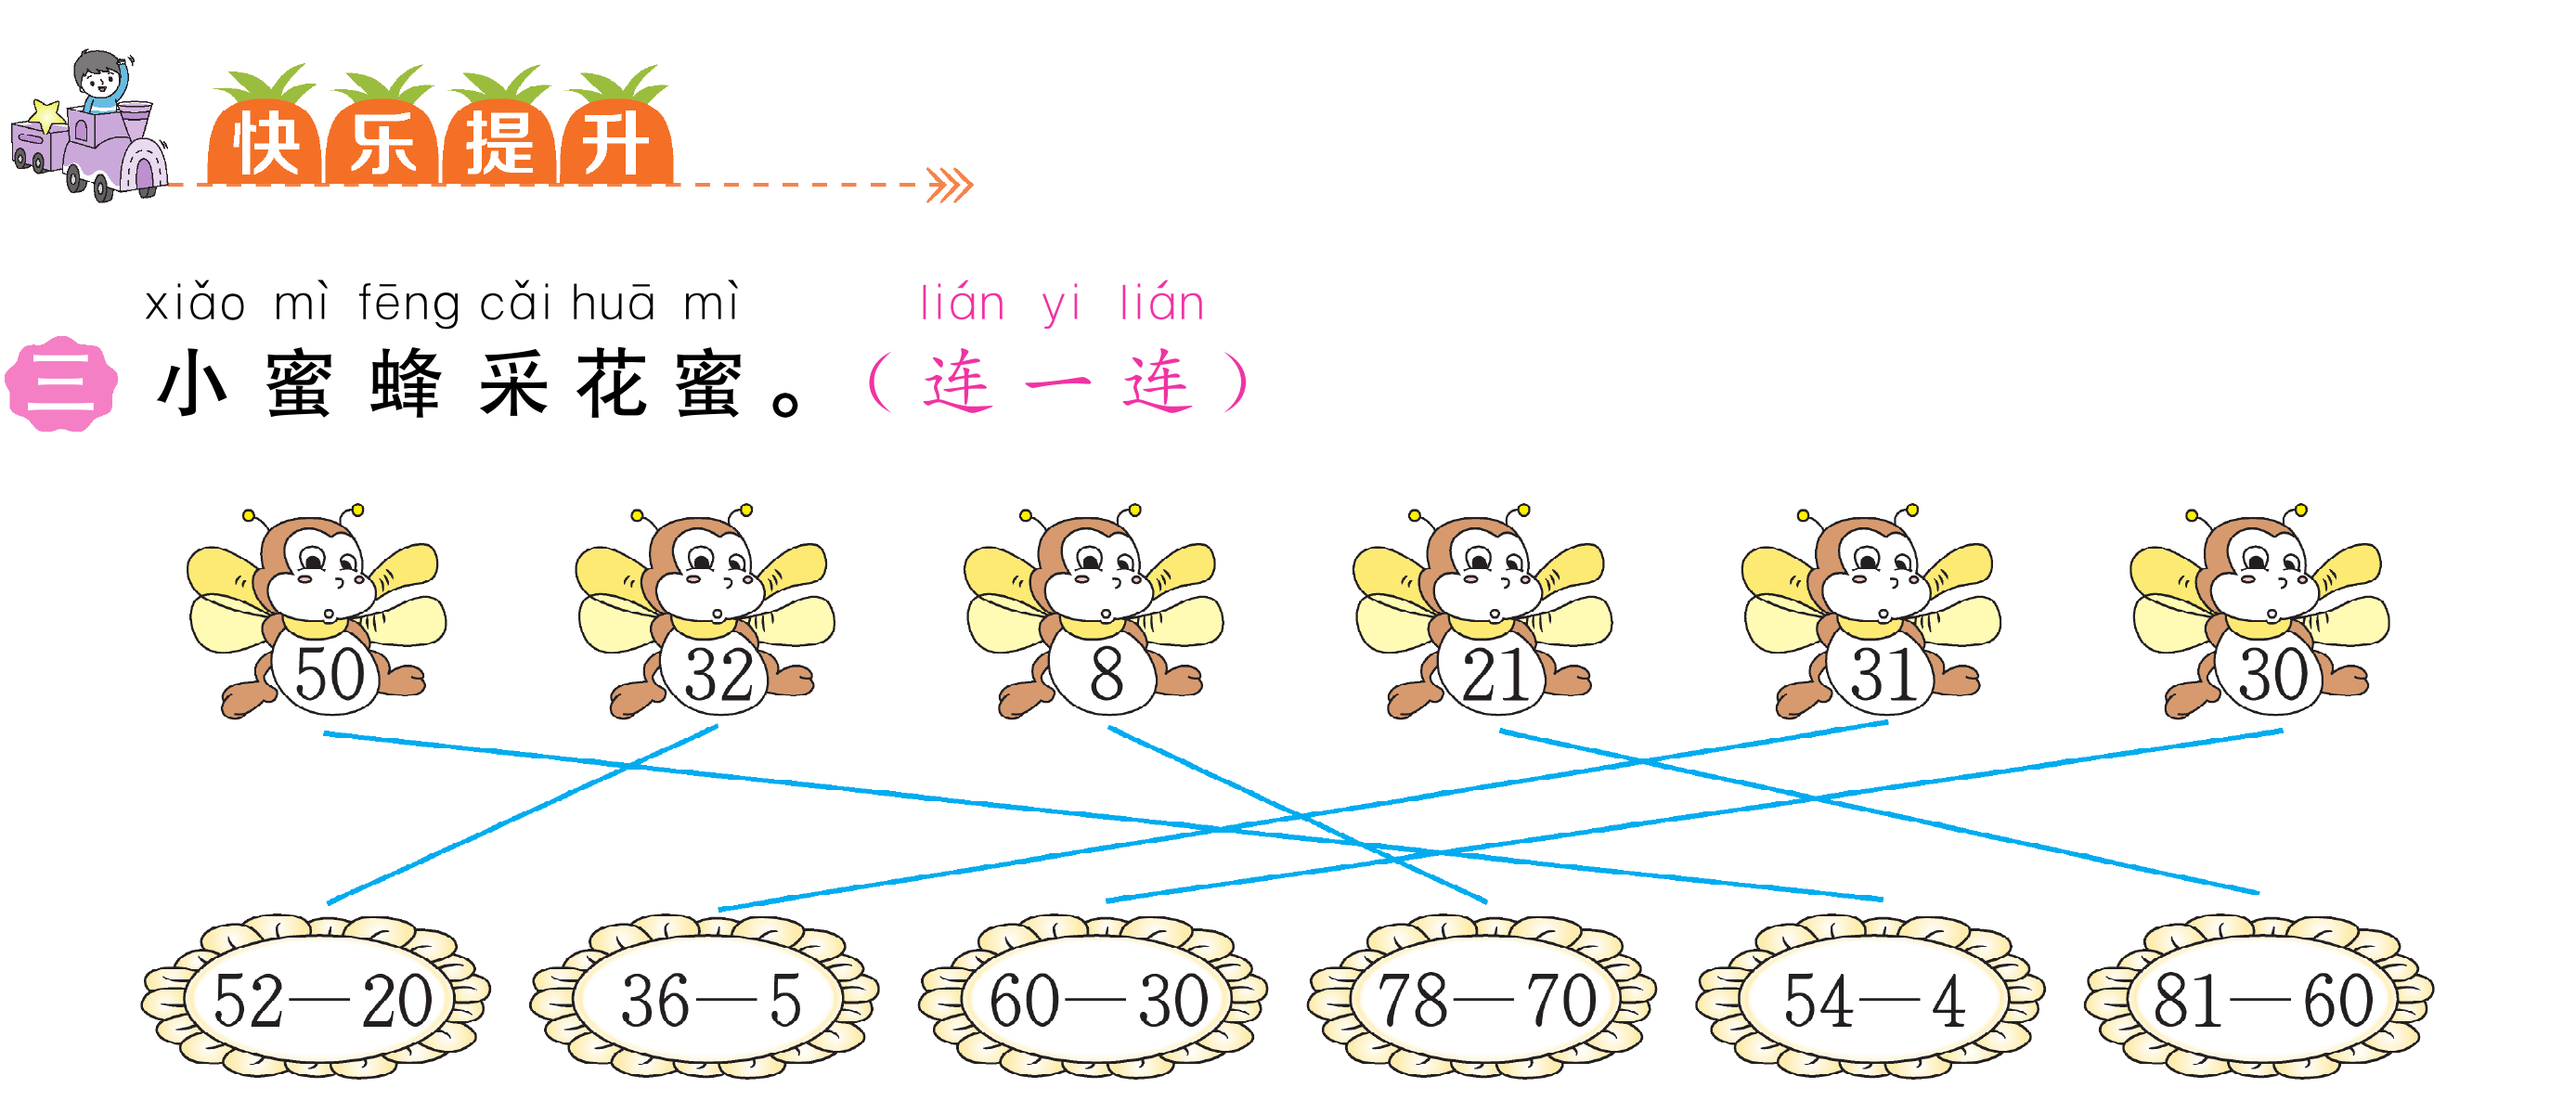 快乐提升
xiǎo mì fēng cǎi huā mì lián yi lián
三 小蜜蜂采花蜜。（连一连）
50 32 8 21 31 30
52－20 36－5 60－30 78－70 54－4 81－60